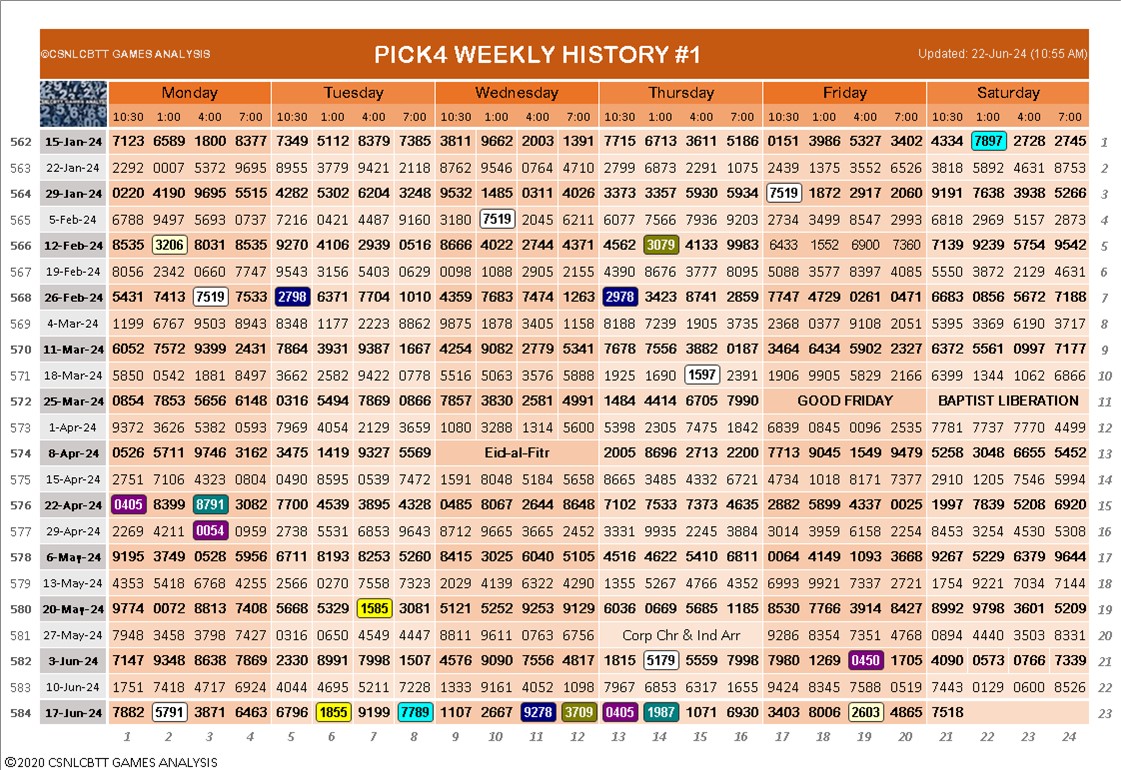 ©CSNLCBTT GAMES ANALYSIS PICK4 WEEKLY HISTORY #1 Updated: 22-Jun-24 (10:55 AM)
Monday Tuesday Wednesday Thursday Friday Saturday
10:30 1:00 4:00 7:00 10:30 1:00 4:00 7:00 10:30 1:00 4:00 7:00 10:30 1:00 4:00 7:00 10:30 1:00 4:00 7:00 10:30 1:00 4:00 7:00
562 15-Jan-24 7123 6589 1800 8377 7349 5112 8379 7385 3811 9662 2003 1391 7715 6713 3611 5186 0151 3986 5327 3402 4334 7897 2728 2745 1
563 22-Jan-24 2292 0007 5372 9695 8955 3779 9421 2118 8762 9546 0764 4710 2799 6873 2291 1075 2440 1995 3552 6526 3818 5892 4631 8753 2
564 29-Jan-24 0220 4190 9695 5515 4282 5302 6204 3248 9532 1485 0311 4026 3373 3357 5930 5934 7519 1872 2917 2060 9191 7638 3938 5266 3
565 5-Feb-24 6788 9497 5693 0737 7216 0421 4487 9160 3180 7519 2045 6211 6077 7566 7936 9203 2734 3499 8547 2993 6818 2969 5157 2873 4
566 12-Feb-24 8535 3206 8031 8535 9270 4106 2939 0516 8666 4022 2744 4371 4562 3079 4133 9983 6433 1552 6900 7360 7139 9239 5754 9542 5
567 19-Feb-24 8056 2342 0660 7747 9543 3156 5403 0629 0098 1088 2905 2155 4390 8676 3777 8095 5088 3577 8397 4085 5550 3872 2129 4631 6
568 26-Feb-24 5431 7413 7519 7533 2798 6371 7704 1010 4359 7683 7474 1263 2978 3423 8741 2859 7747 4729 0261 0471 6683 0856 5672 7188 7
569 4-Mar-24 1199 6767 9503 8943 8348 1177 2223 8862 9875 1878 3405 1158 8188 7239 1905 3735 2368 0377 9108 2051 5395 3369 6190 3717 8
570 11-Mar-24 6052 7572 9399 2431 7864 3931 9387 1667 4254 9082 2779 5341 7678 7556 3882 0187 3464 6434 5902 2327 6372 5561 0997 7177 9
571 18-Mar-24 5850 0542 1881 8497 3662 2582 9422 0778 5516 5063 3576 5888 1925 1690 1597 2391 1906 9905 5829 2166 6399 1344 1062 6866 10
572 25-Mar-24 0854 7853 5656 6148 0316 5494 7869 0866 7857 3830 2581 4991 1484 4414 6705 7990 GOOD FRIDAY BAPTIST LIBERATION 11
573 1-Apr-24 9372 3626 5382 0593 7969 4054 2129 3659 1080 3288 1314 5600 5398 2305 7475 1842 6839 0845 0096 2535 7781 7737 7770 4499 12
574 8-Apr-24 0526 5711 9746 3162 3475 1419 9327 5569 Eid-al-Fitr 2005 8696 2713 2200 7713 9045 1549 9479 5258 3048 6655 5452 13
575 15-Apr-24 2751 7106 4323 0804 0490 8595 0539 7472 1591 8048 5184 5658 8665 3485 4332 6721 4734 1018 8171 7377 2910 1205 7546 5994 14
576 22-Apr-24 0405 8399 8791 3082 7700 4539 3895 4328 0485 8067 2644 8648 7102 7533 7373 4635 2882 5899 4337 0025 1997 7839 5208 6920 15
577 29-Apr-24 2269 4211 0054 0959 2738 5531 6853 9643 8712 9665 3665 2452 3331 9935 2245 3884 3014 3959 6158 2254 8453 3254 4530 5308 16
578 6-May-24 9195 3749 0528 5956 6711 8193 8253 5260 8415 3025 6040 5105 4516 4622 5410 6811 0064 4149 1093 3668 9267 5229 6379 9644 17
579 13-May-24 4353 5418 6768 4255 2566 0270 7558 7323 2029 4139 6322 4290 1355 5267 4766 4352 6993 9921 7337 2721 1754 9221 7034 7144 18
580 20-May-24 9774 0072 8813 7408 5668 5329 1585 3081 5121 5252 9253 9129 6036 0669 5685 1185 8530 7766 3914 8427 8992 9798 3601 5209 19
581 27-May-24 7948 3458 3798 7427 0316 0650 4549 4447 8811 9611 0763 6756 Corp Chr & Ind Arr 9286 8354 7351 4768 0894 4440 3503 8331 20
582 3-Jun-24 7147 9348 8638 7869 2330 8991 7998 1507 4576 9090 7556 4817 1815 5179 5559 7998 7980 1269 0450 1705 4090 0573 0766 7339 21
583 10-Jun-24 1751 7418 4717 6924 4044 4695 5211 7228 1333 9161 4052 1098 7967 6853 6317 1655 9424 8345 7588 0519 7443 0129 0600 8526 22
584 17-Jun-24 7882 5791 3871 6463 6796 1855 9199 7789 1107 2667 9278 3709 0405 1987 1071 6930 3403 8006 2603 4865 7518 23
1 2 3 4 5 6 7 8 9 10 11 12 13 14 15 16 17 18 19 20 21 22 23 24
©2020 CSNLCBTT GAMES ANALYSIS